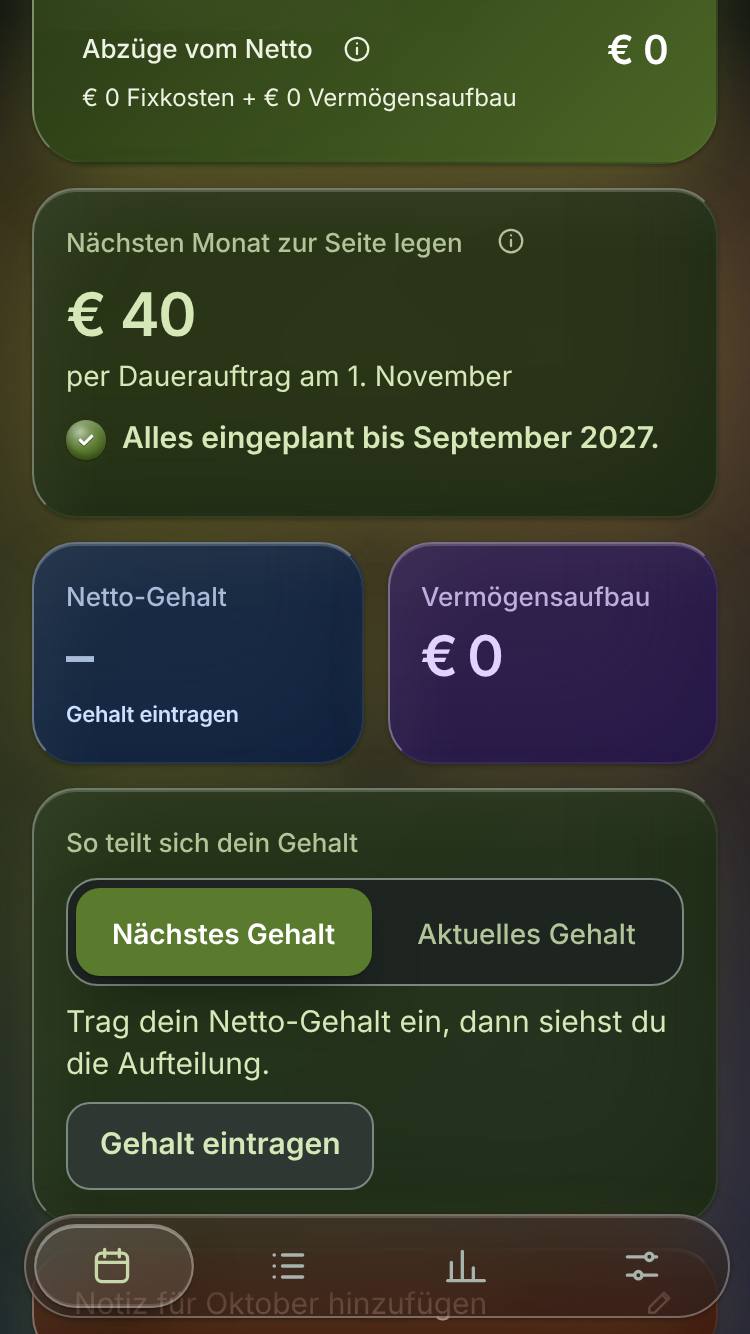 Abzüge vom Netto
€ 0
€ 0 Fixkosten + € 0 Vermögensaufbau
Nächsten Monat zur Seite legen
€ 40
per Dauerauftrag am 1. November
Alles eingeplant bis September 2027.
Netto-Gehalt
–
Gehalt eintragen
Vermögensaufbau
€ 0
So teilt sich dein Gehalt
Nächstes Gehalt
Aktuelles Gehalt
Trag dein Netto-Gehalt ein, dann siehst du
die Aufteilung.
Gehalt eintragen
Notiz für Oktober hinzufügen